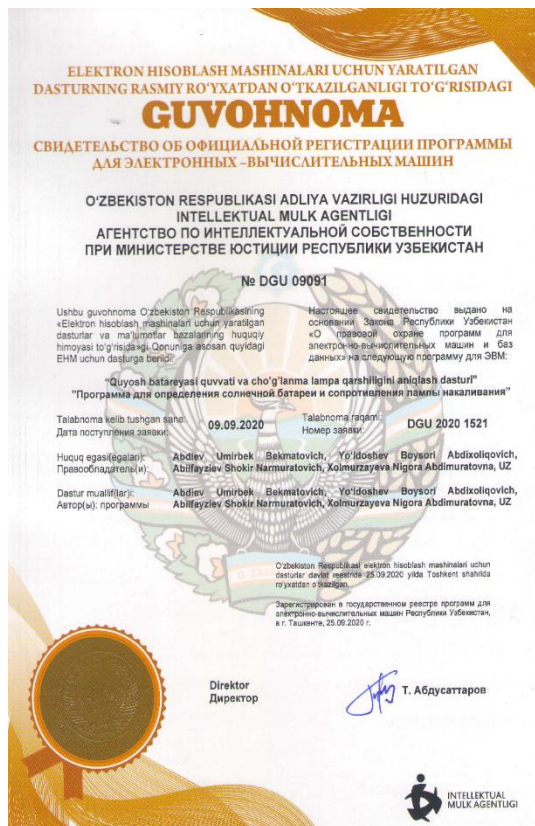 ELEKTRON HISOBLASH MASHINALARI UCHUN YARATILGAN
DASTURNING RASMIY RO'YXATDAN O'TKAZILGANLIGI TO'G'RISIDAGI
GUVOHNOMA
СВИДЕТЕЛЬСТВО ОБ ОФИЦИАЛЬНОЙ РЕГИСТРАЦИИ ПРОГРАММЫ
ДЛЯ ЭЛЕКТРОННЫХ –ВЫЧИСЛИТЕЛЬНЫХ МАШИН
O'ZBEKISTON RESPUBLIKASI ADLIYA VAZIRLIGI HUZURIDAGI
INTELLEKTUAL MULK AGENTLIGI
АГЕНТСТВО ПО ИНТЕЛЛЕКТУАЛЬНОЙ СОБСТВЕННОСТИ
ПРИ МИНИСТЕРСТВЕ ЮСТИЦИИ РЕСПУБЛИКИ УЗБЕКИСТАН
№ DGU 09091
Ushbu guvohnoma O'zbekiston Respublikasining
«Elektron hisoblash mashinalari uchun yaratilgan
dasturlar va ma'lumotlar bazalarining huquqiy
himoyasi to'g'risida»gi Qonuniga asosan quyidagi
EHM uchun dasturga berildi:
Настоящее свидетельство выдано на
основании Закона Республики Узбекистан
«О правовой охране программ для
электронно-вычислительных машин и баз
данных» на следующую программу для ЭВМ:
"Quyosh batareyasi quvvati va cho'g'lanma lampa qarshiligini aniqlash dasturi"
"Программа для определения солнечной батареи и сопротивления лампы накаливания"
Talabnoma kelib tushgan sana:
Дата поступления заявки:
09.09.2020
Talabnoma raqami:
Номер заявки:
DGU 2020 1521
Huquq egasi(egalari):
Правообладатель(и):
Abdiev Umirbek Bekmatovich, Yo'ldoshev Boysori Abdixoliqovich,
Abilfayziev Shokir Narmuratovich, Xolmurzayeva Nigora Abdimuratovna, UZ
Dastur muallif(lar)i:
Автор(ы): программы
Abdiev Umirbek Bekmatovich, Yo'ldoshev Boysori Abdixoliqovich,
Abilfayziev Shokir Narmuratovich, Xolmurzayeva Nigora Abdimuratovna, UZ
O'zbekiston Respublikasi elektron hisoblash mashinalari uchun
dasturlar davlat reestrida 25.09.2020 yilda Toshkent shahrida
ro'yxatdan o'tkazilgan.
Зарегистрирован в государственном реестре программ для
электронно-вычислительных машин Республики Узбекистан,
в г. Ташкенте, 25.09.2020 г.
Direktor
Директор
Т. Абдусаттаров
INTELLEKTUAL
MULK AGENTLIGI